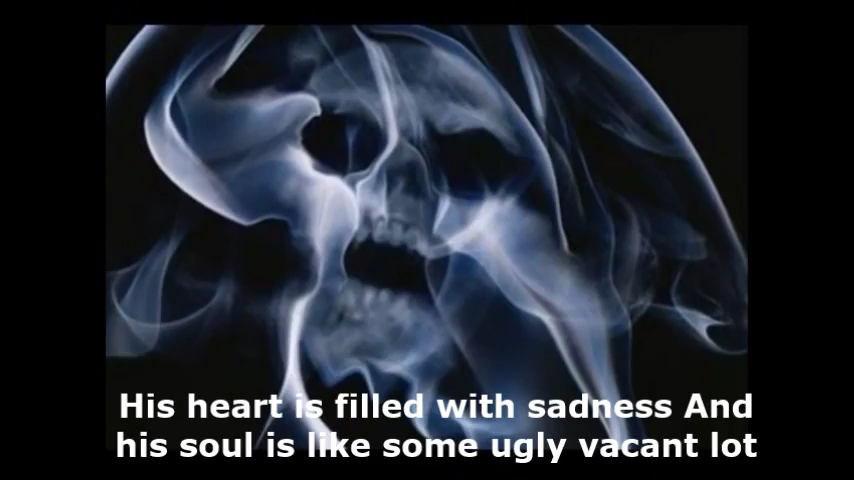 His heart is filled with sadness And
his soul is like some ugly vacant lot